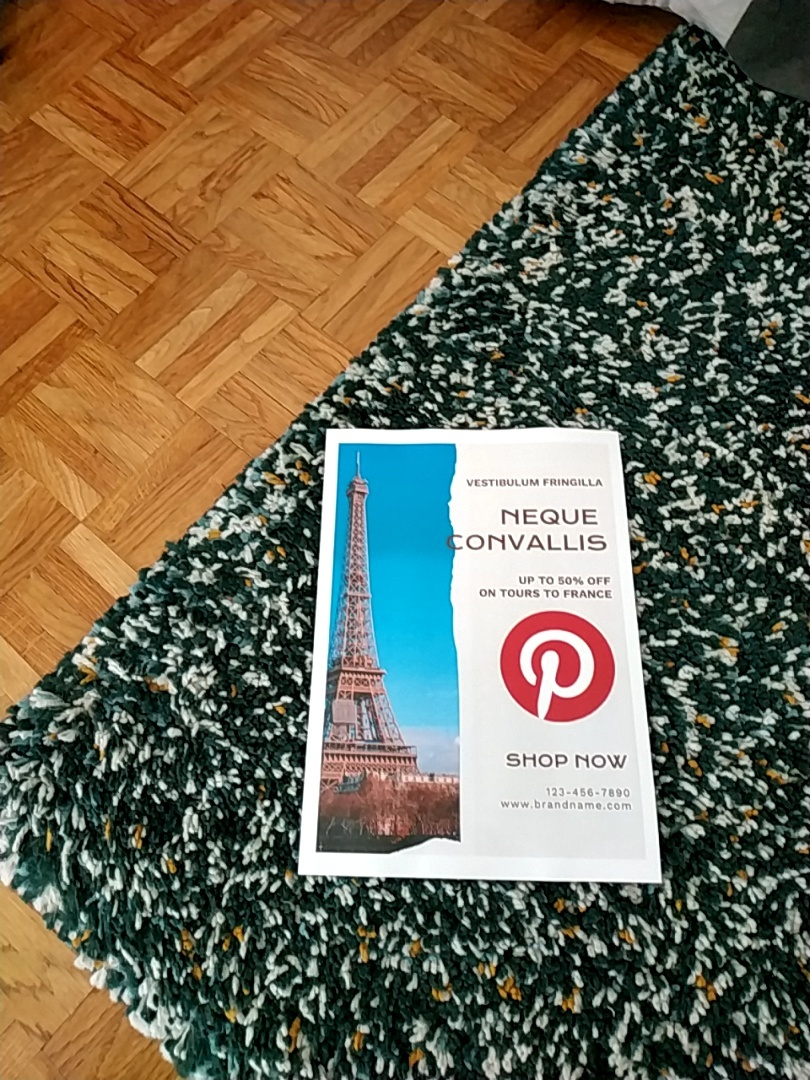 VESTIBULUM FRINGILLA
NEQUE
CONVALLIS
UP TO 50% OFF
ON TOURS TO FRANCE
SHOP NOW
123-456-7890
www.brandname.com